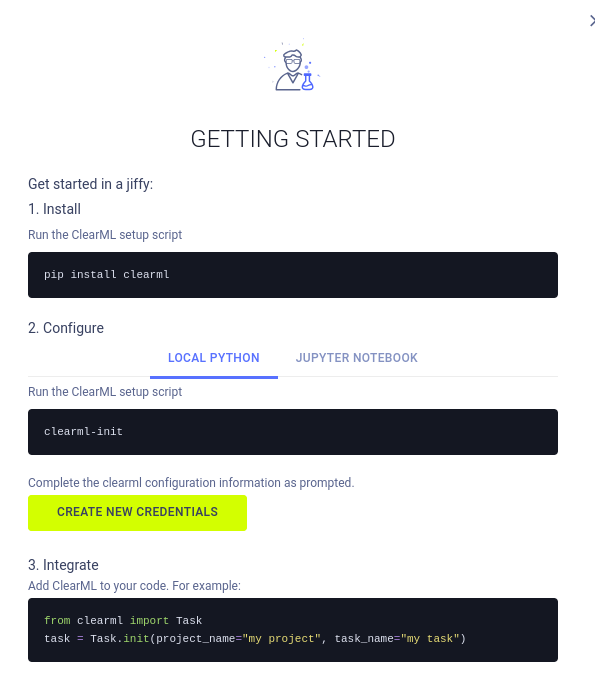 GETTING STARTED
Get started in a jiffy:
1. Install
Run the ClearML setup script
pip install clearml
2. Configure
LOCAL PYTHON JUPYTER NOTEBOOK
Run the ClearML setup script
clearml-init
Complete the clearml configuration information as prompted.
CREATE NEW CREDENTIALS
3. Integrate
Add ClearML to your code. For example:
from clearml import Task
task = Task.init(project_name="my project", task_name="my task")